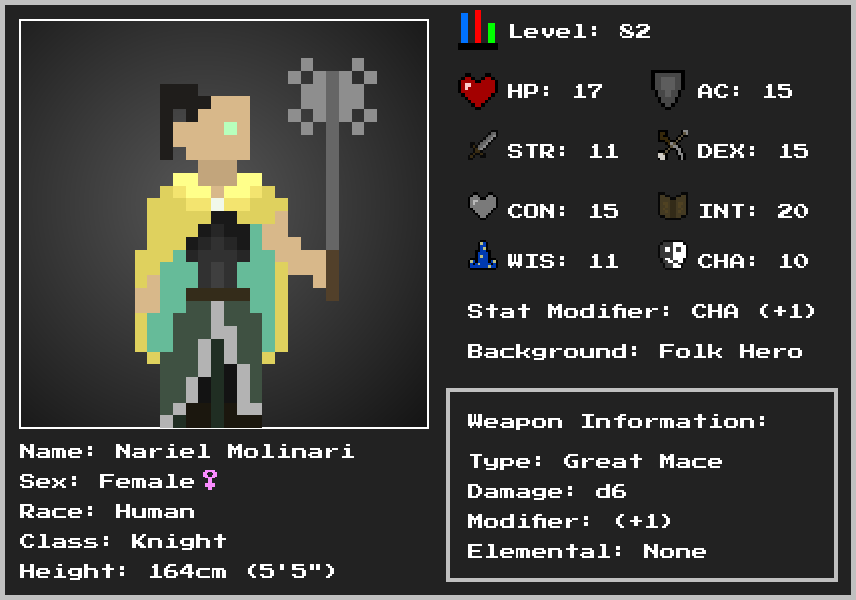 Level: 82
HP: 17
AC: 15
STR: 11
DEX: 15
CON: 15
INT: 20
WIS: 11
CHA: 10
Stat Modifier: CHA (+1)
Background: Folk Hero
Weapon Information:
Type: Great Mace
Damage: d6
Modifier: (+1)
Elemental: None
Name: Nariel Molinari
Sex: Female♀
Race: Human
Class: Knight
Height: 164cm (5'5")